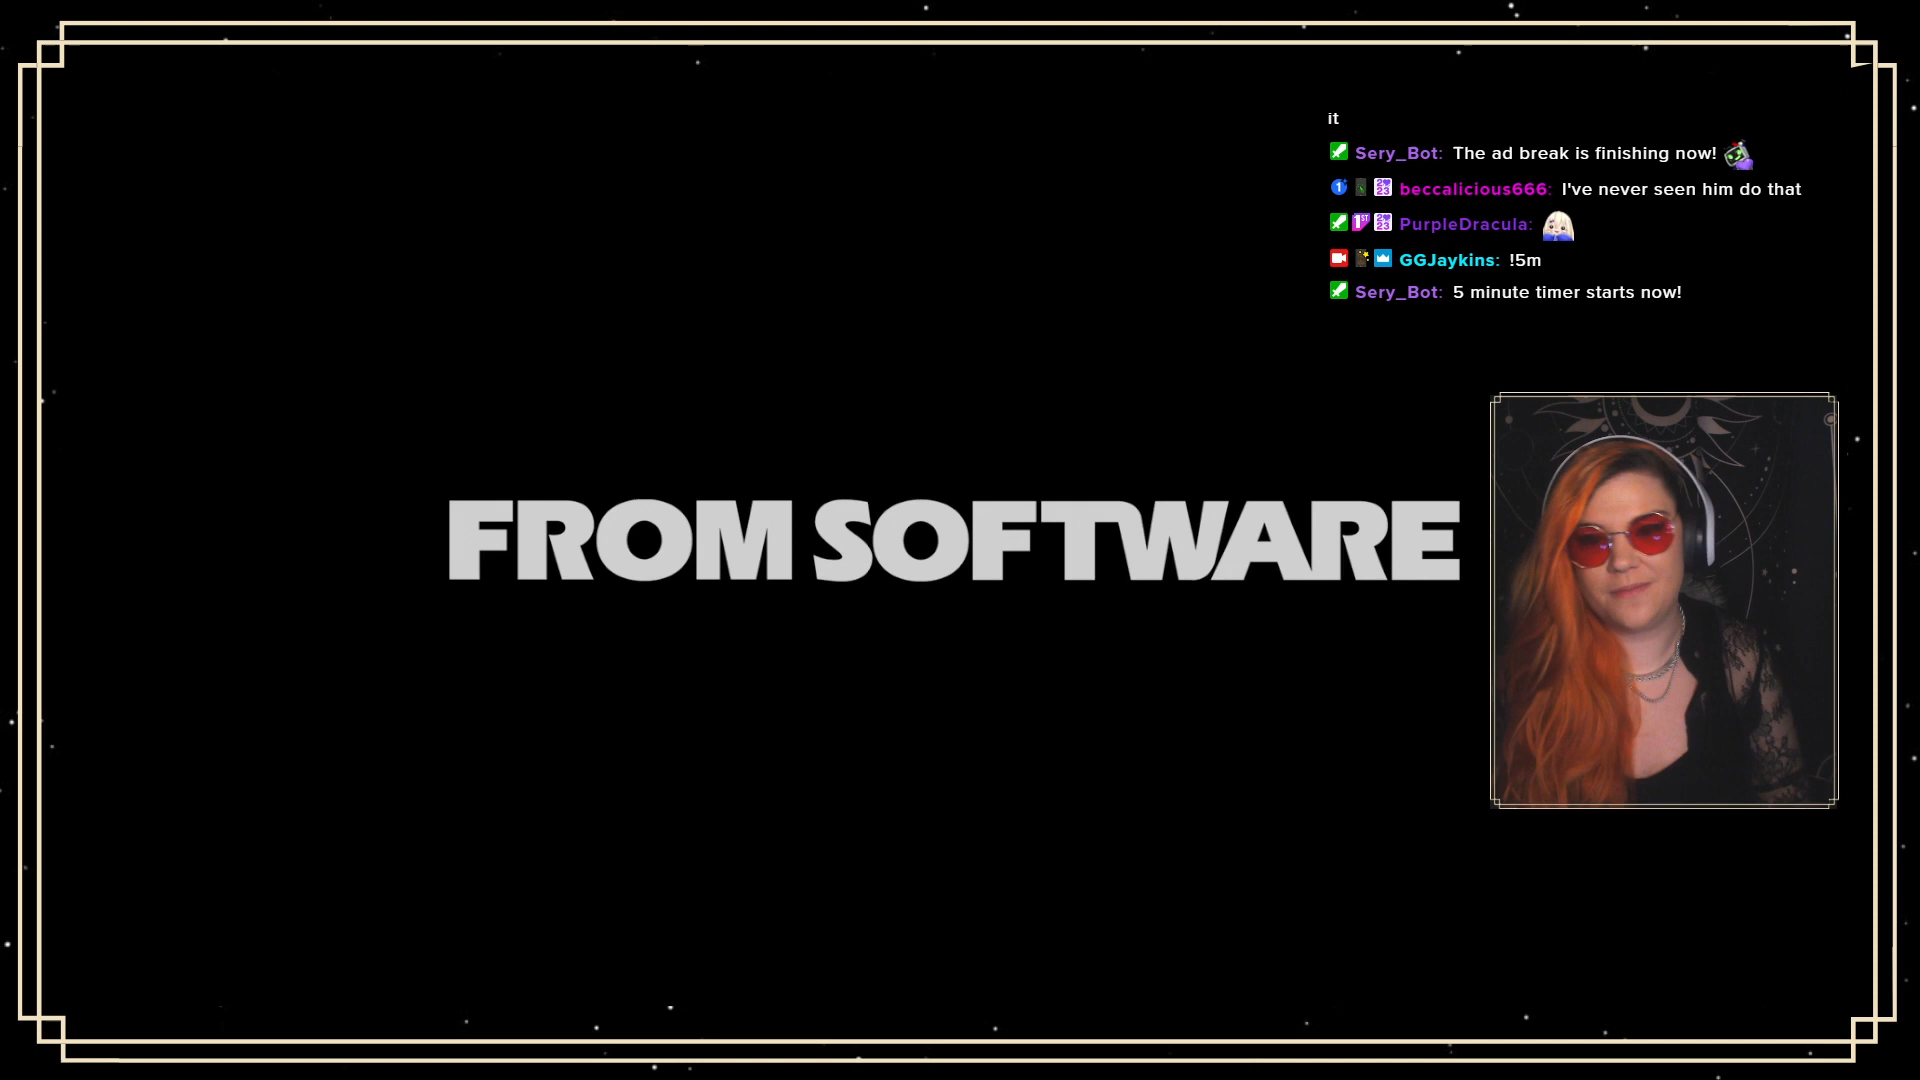 it
Sery_Bot: The ad break is finishing now!
beccalicious666: I've never seen him do that
PurpleDracula:
GGJaykins: !5m
Sery_Bot: 5 minute timer starts now!
FROM SOFTWARE